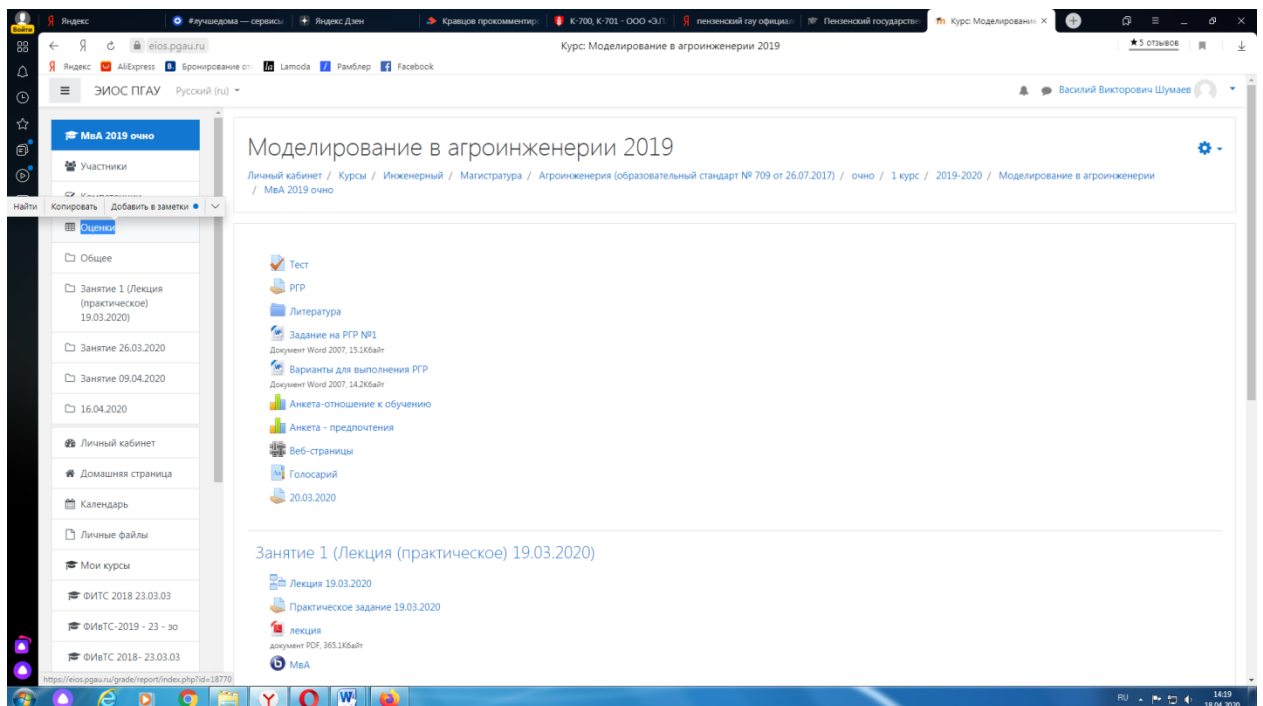 Яндекс
#лучшедома — сервисы
Яндекс Дзен
Кравцов прокомментир
К-700, К-701 - ООО «ЭЛ
пензенский гау официал
Пензенский государстве
Курс: Моделирование
Войти
eios.pgau.ru
Курс: Моделирование в агроинженерии 2019
★5 отзывов
Яндекс
AliExpress
Бронирование от
Lamoda
Рамблер
Facebook
ЭИОС ПГАУ
Русский (ru)
Василий Викторович Шумаев
МвА 2019 очно
Участники
Компетенции
Найти
Копировать
Добавить в заметки
Оценки
Общее
Занятие 1 (Лекция
(практическое)
19.03.2020)
Занятие 26.03.2020
Занятие 09.04.2020
16.04.2020
Личный кабинет
Домашняя страница
Календарь
Личные файлы
Мои курсы
ФИТС 2018 23.03.03
ФИвТС-2019 - 23 - зо
ФИвТС 2018- 23.03.03
https://eios.pgau.ru/grade/report/index.php?id=18770
Моделирование в агроинженерии 2019
Личный кабинет / Курсы / Инженерный / Магистратура / Агроинженерия (образовательный стандарт № 709 от 26.07.2017) / очно / 1 курс / 2019-2020 / Моделирование в агроинженерии
/ МвА 2019 очно
Тест
РГР
Литература
Задание на РГР №1
Документ Word 2007, 15.1Кбайт
Варианты для выполнения РГР
Документ Word 2007, 14.2Кбайт
Анкета-отношение к обучению
Анкета - предпочтения
Веб-страницы
Голосарий
20.03.2020
Занятие 1 (Лекция (практическое) 19.03.2020)
Лекция 19.03.2020
Практическое задание 19.03.2020
лекция
документ PDF, 365.1Кбайт
МвА
RU
14:19
18.04.2020